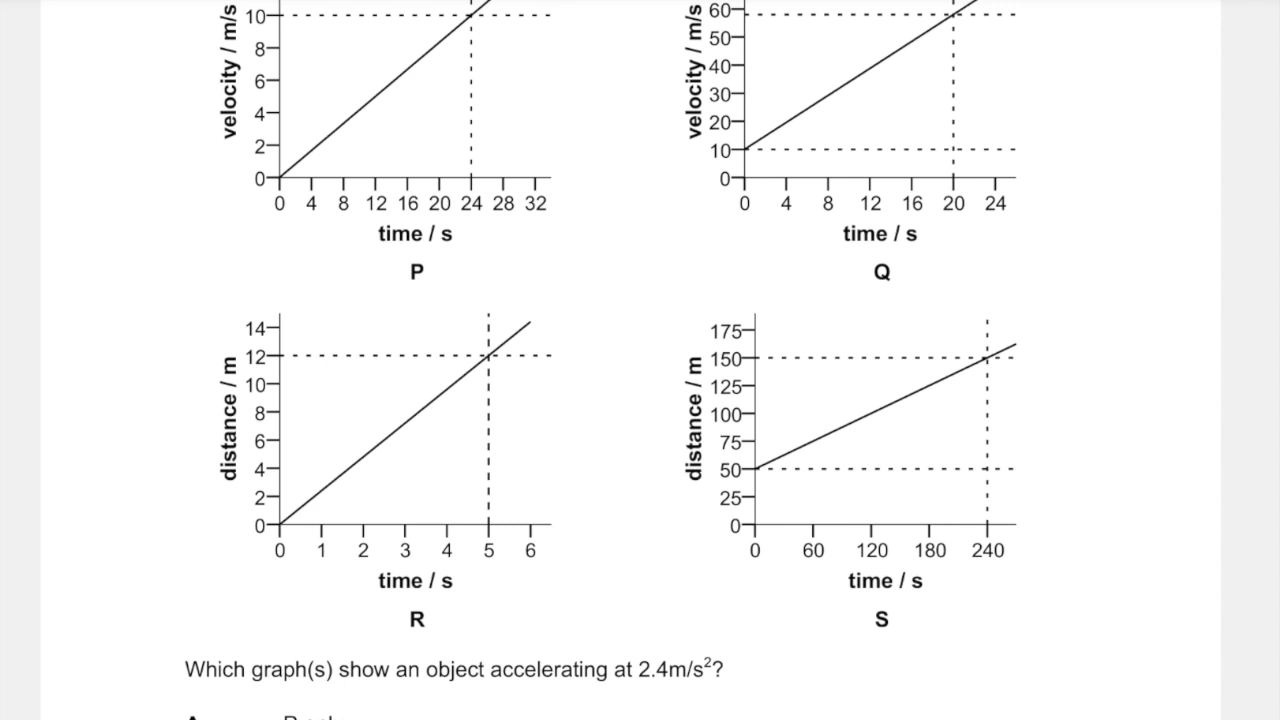 velocity / m/s
10
8
6
4
2
0
0 4 8 12 16 20 24 28 32
time / s
P
velocity / m/s
60
50
40
30
20
10
0
0 4 8 12 16 20 24
time / s
Q
distance / m
14
12
10
8
6
4
2
0
0 1 2 3 4 5 6
time / s
R
distance / m
175
150
125
100
75
50
25
0
0 60 120 180 240
time / s
S
Which graph(s) show an object accelerating at 2.4m/s²?